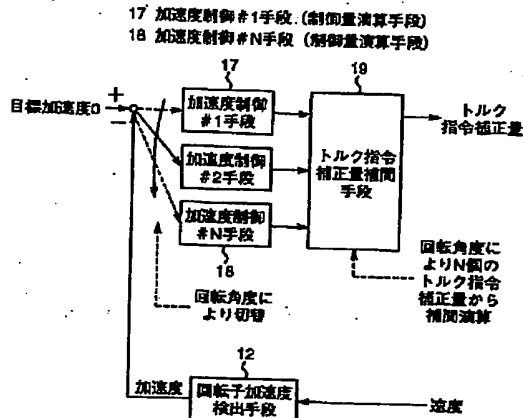 17 加速度制御#1手段 (制御量演算手段)
18 加速度制御#N手段 (制御量演算手段)
17
19
目標加速度0
+
−
加速度制御
#1手段
加速度制御
#2手段
加速度制御
#N手段
18
トルク指令
補正量補間
手段
トルク
指令補正量
回転角度に
より切替
回転角度に
よりN個の
トルク指令
補正量から
補間演算
12
加速度
回転子加速度
検出手段
速度